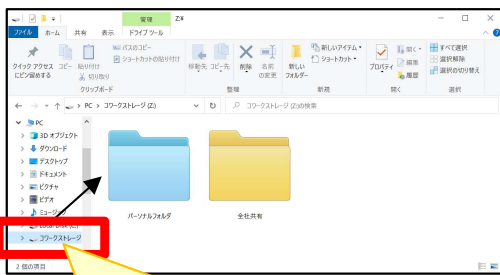 管理 Z:¥
ファイル ホーム 共有 表示 ドライブ ツール
クイック アクセスにピン留めする コピー 貼り付け パスのコピー ショートカットの貼り付け 切り取り 移動先 コピー先 削除 名前の変更 新しいフォルダー 新しいアイテム ショートカット プロパティ 開く 編集 履歴 すべて選択 選択解除 選択の切り替え
クリップボード 整理 新規 開く 選択
PC > コワークストレージ (Z:) コワークストレージ (Z:)の検索
PC
3D オブジェクト
ダウンロード
デスクトップ
ドキュメント
ピクチャ
ビデオ
ミュージック
Local Disk (C:)
コワークストレージ
パーソナルフォルダ 全社共有
2 個の項目